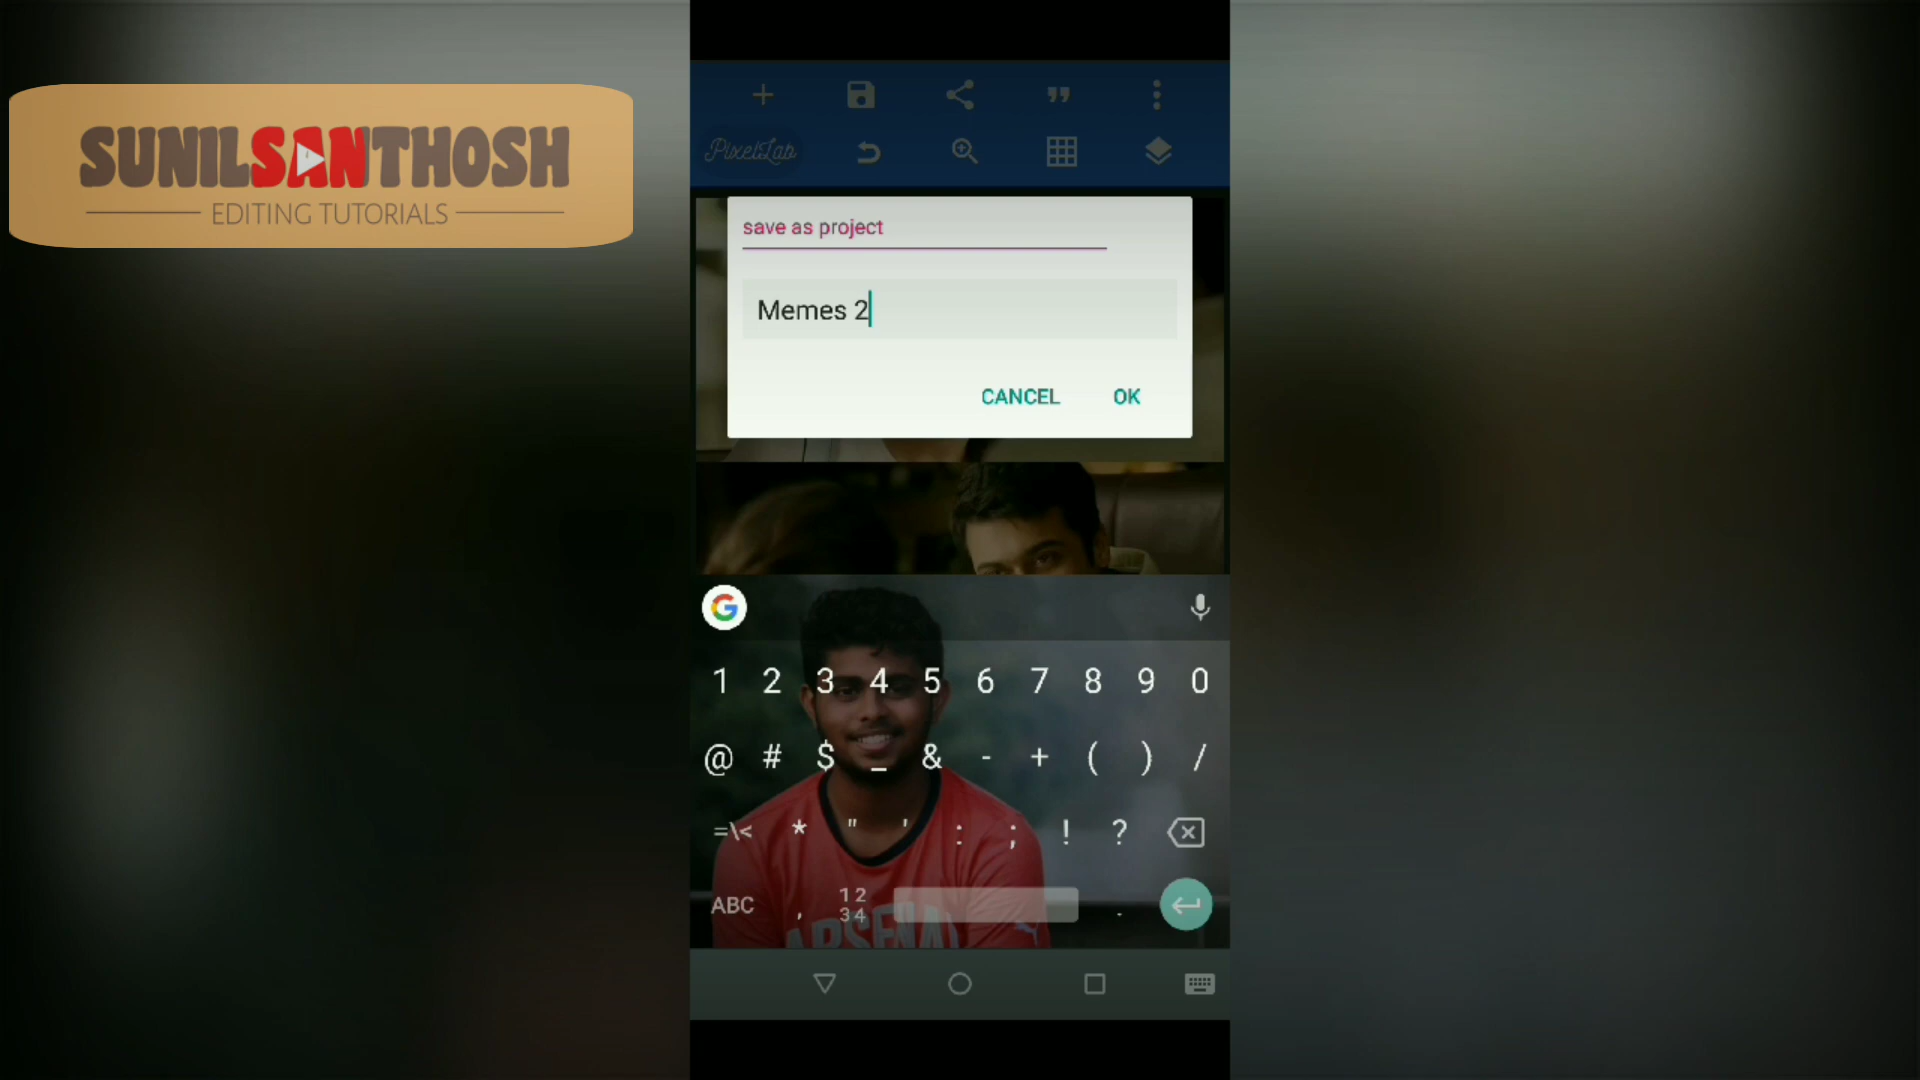 SUNILSANTHOSH
EDITING TUTORIALS
PixelLab
save as project
Memes 2
CANCEL OK
G
1 2 3 4 5 6 7 8 9 0
@ # $ _ & - + ( ) /
=\< * " ' : ; ! ?
ABC , 12 34 .
ARSENAL